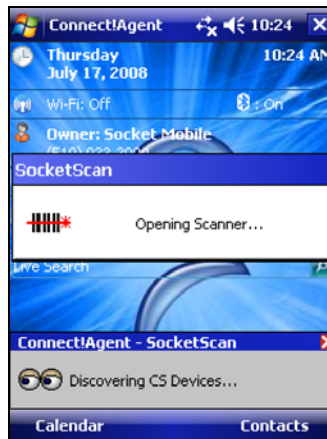 Connect!Agent 10:24
Thursday 10:24 AM
July 17, 2008
Wi-Fi: Off : On
Owner: Socket Mobile
SocketScan
Opening Scanner...
Live Search
Connect!Agent - SocketScan
Discovering CS Devices...
Calendar Contacts